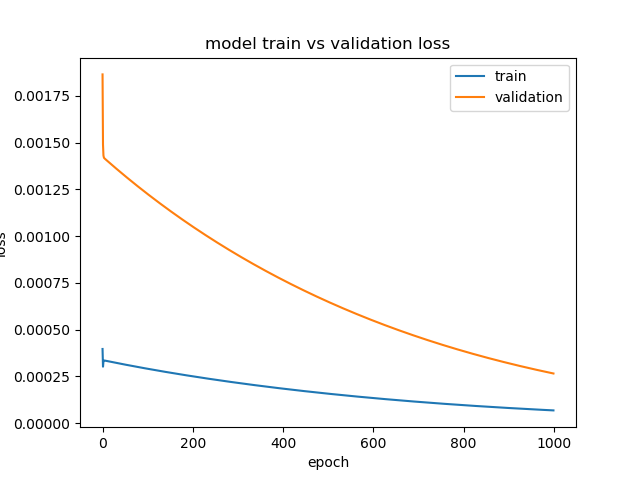 model train vs validation loss
train
validation
0.00175
0.00150
0.00125
0.00100
0.00075
0.00050
0.00025
0.00000
loss
0 200 400 600 800 1000
epoch